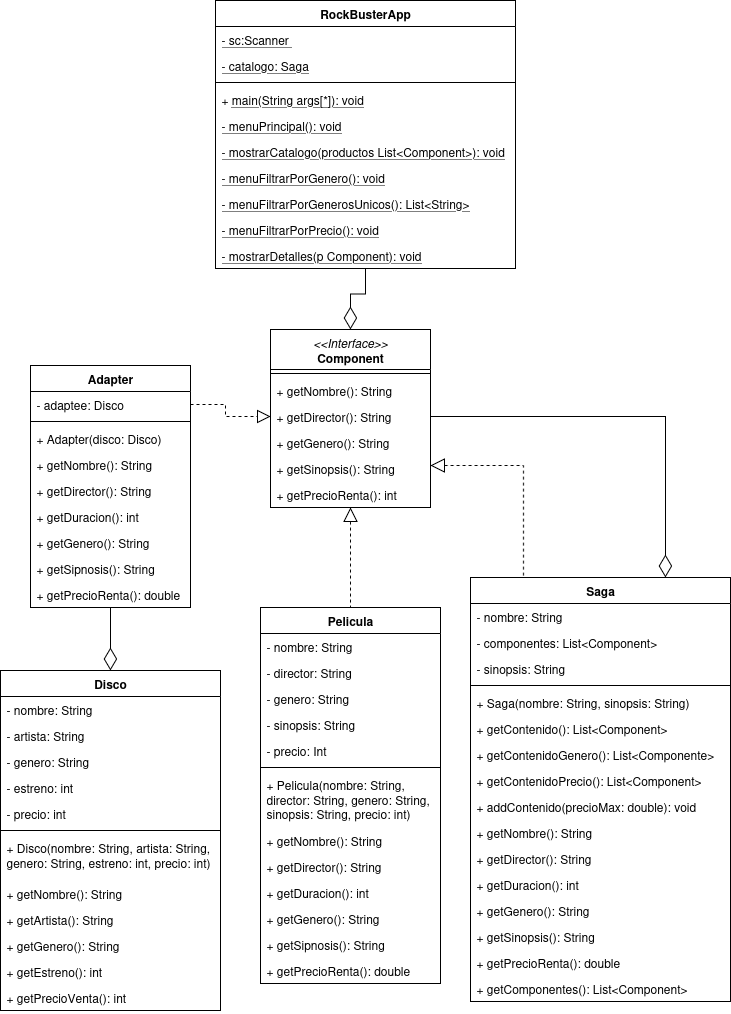 RockBusterApp
- sc:Scanner
- catalogo: Saga
+ main(String args[*]): void
- menuPrincipal(): void
- mostrarCatalogo(productos List<Component>): void
- menuFiltrarPorGenero(): void
- menuFiltrarPorGenerosUnicos(): List<String>
- menuFiltrarPorPrecio(): void
- mostrarDetalles(p Component): void
<<Interface>>
Component
+ getNombre(): String
+ getDirector(): String
+ getGenero(): String
+ getSinopsis(): String
+ getPrecioRenta(): int
Adapter
- adaptee: Disco
+ Adapter(disco: Disco)
+ getNombre(): String
+ getDirector(): String
+ getDuracion(): int
+ getGenero(): String
+ getSipnosis(): String
+ getPrecioRenta(): double
Disco
- nombre: String
- artista: String
- genero: String
- estreno: int
- precio: int
+ Disco(nombre: String, artista: String,
genero: String, estreno: int, precio: int)
+ getNombre(): String
+ getArtista(): String
+ getGenero(): String
+ getEstreno(): int
+ getPrecioVenta(): int
Pelicula
- nombre: String
- director: String
- genero: String
- sinopsis: String
- precio: Int
+ Pelicula(nombre: String,
director: String, genero: String,
sinopsis: String, precio: int)
+ getNombre(): String
+ getDirector(): String
+ getDuracion(): int
+ getGenero(): String
+ getSipnosis(): String
+ getPrecioRenta(): double
Saga
- nombre: String
- componentes: List<Component>
- sinopsis: String
+ Saga(nombre: String, sinopsis: String)
+ getContenido(): List<Component>
+ getContenidoGenero(): List<Componente>
+ getContenidoPrecio(): List<Component>
+ addContenido(precioMax: double): void
+ getNombre(): String
+ getDirector(): String
+ getDuracion(): int
+ getGenero(): String
+ getSinopsis(): String
+ getPrecioRenta(): double
+ getComponentes(): List<Component>